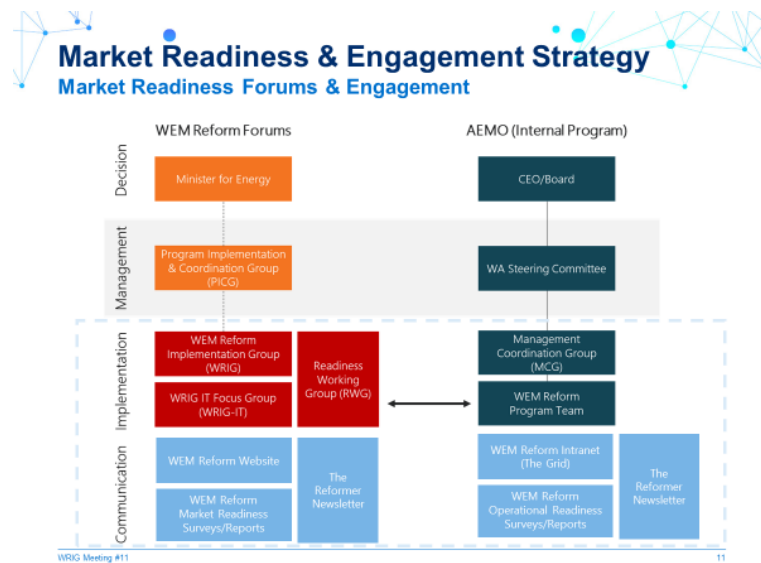 Market Readiness & Engagement Strategy
Market Readiness Forums & Engagement
WEM Reform Forums
AEMO (Internal Program)
Decision
Minister for Energy
CEO/Board
Management
Program Implementation
& Coordination Group
(PICG)
WA Steering Committee
Implementation
WEM Reform
Implementation Group
(WRIG)
WRIG IT Focus Group
(WRIG-IT)
Readiness
Working
Group (RWG)
Management
Coordination Group
(MCG)
WEM Reform
Program Team
Communication
WEM Reform Website
WEM Reform
Market Readiness
Surveys/Reports
The
Reformer
Newsletter
WEM Reform Intranet
(The Grid)
WEM Reform
Operational Readiness
Surveys/Reports
The
Reformer
Newsletter
WRIG Meeting #11
11